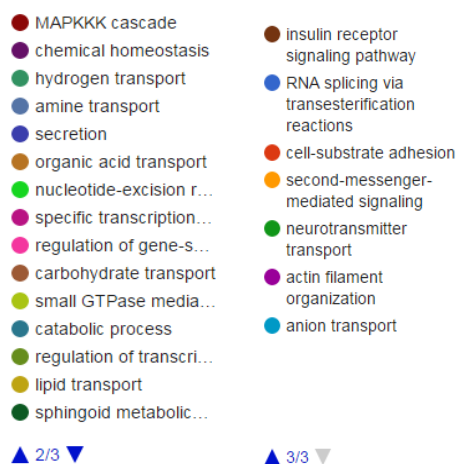 MAPKKK cascade
chemical homeostasis
hydrogen transport
amine transport
secretion
organic acid transport
nucleotide-excision r...
specific transcription...
regulation of gene-s...
carbohydrate transport
small GTPase media...
catabolic process
regulation of transcri...
lipid transport
sphingoid metabolic...
2/3
insulin receptor
signaling pathway
RNA splicing via
transesterification
reactions
cell-substrate adhesion
second-messenger-
mediated signaling
neurotransmitter
transport
actin filament
organization
anion transport
3/3